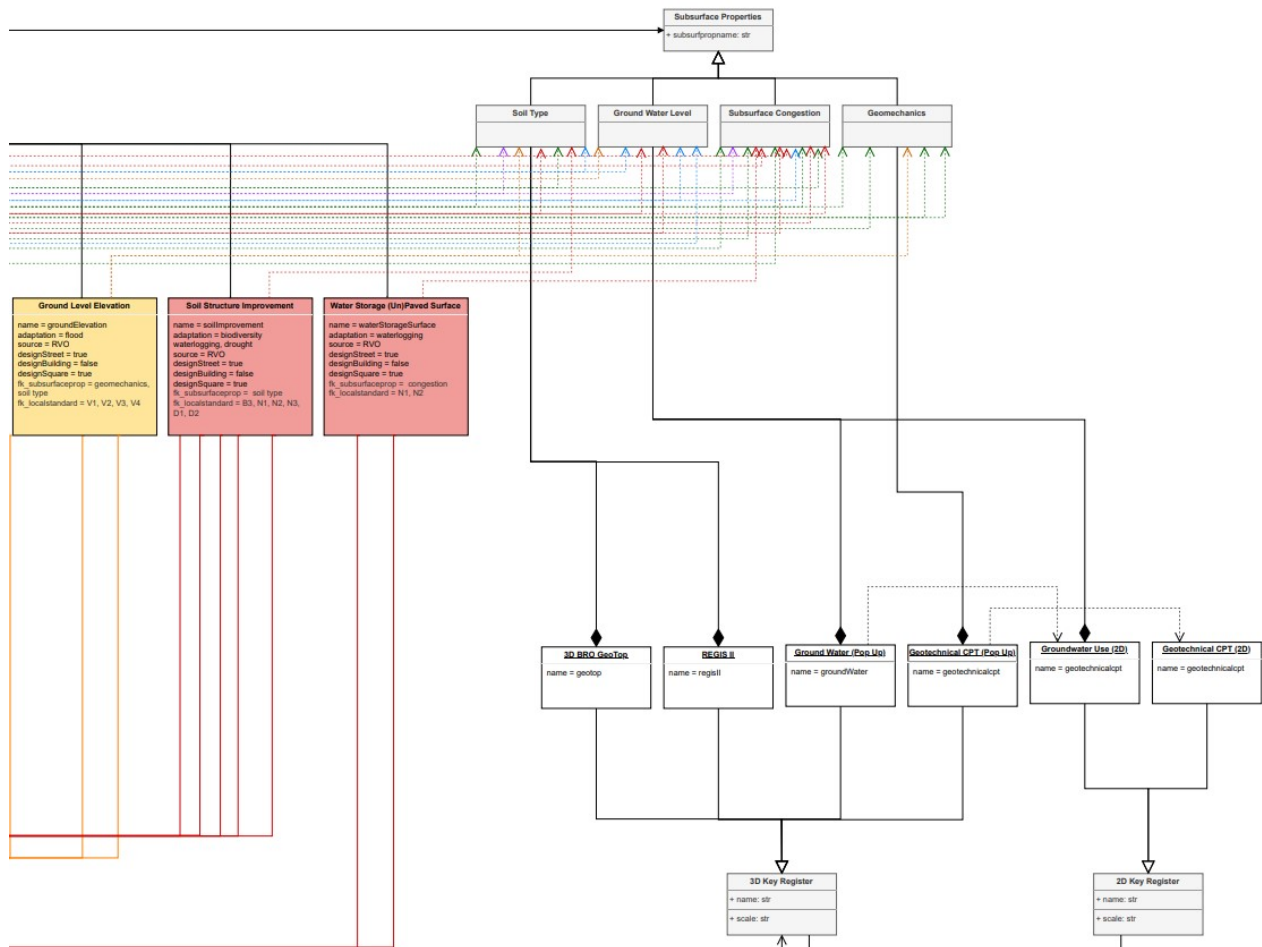 Subsurface Properties
+ subsurfpropname: str
Soil Type
Ground Water Level
Subsurface Congestion
Geomechanics
Ground Level Elevation
name = groundElevation
adaptation = flood
source = RVO
designStreet = true
designBuilding = false
designSquare = true
fk_subsurfaceprop = geomechanics,
soil type
fk_localstandard = V1, V2, V3, V4
Soil Structure Improvement
name = soilImprovement
adaptation = biodiversity
waterlogging, drought
source = RVO
designStreet = true
designBuilding = false
designSquare = true
fk_subsurfaceprop = soil type
fk_localstandard = B3, N1, N2, N3,
D1, D2
Water Storage (Un)Paved Surface
name = waterStorageSurface
adaptation = waterlogging
source = RVO
designStreet = true
designBuilding = false
designSquare = true
fk_subsurfaceprop = congestion
fk_localstandard = N1, N2
3D BRO GeoTop
name = geotop
REGIS II
name = regisII
Ground Water (Pop Up)
name = groundWater
Geotechnical CPT (Pop Up)
name = geotechnicalcpt
Groundwater Use (2D)
name = geotechnicalcpt
Geotechnical CPT (2D)
name = geotechnicalcpt
3D Key Register
+ name: str
+ scale: str
2D Key Register
+ name: str
+ scale: str